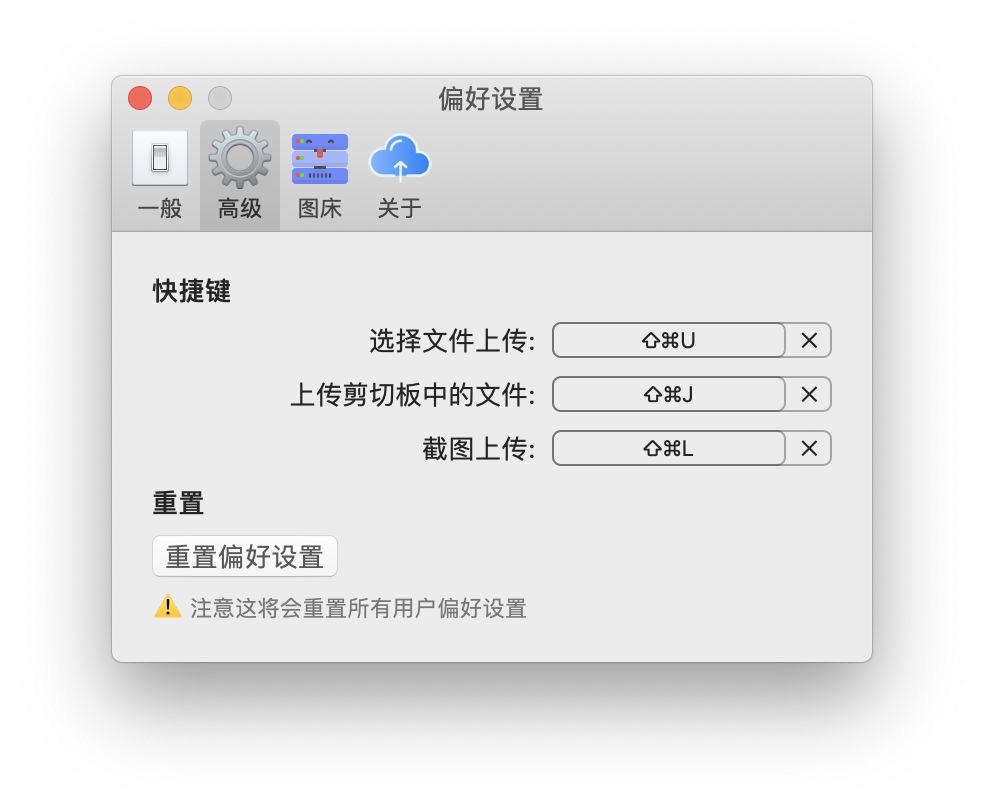 偏好设置
一般 高级 图床 关于
快捷键
选择文件上传: ⇧⌘U ✕
上传剪切板中的文件: ⇧⌘J ✕
截图上传: ⇧⌘L ✕
重置
重置偏好设置
⚠️ 注意这将会重置所有用户偏好设置